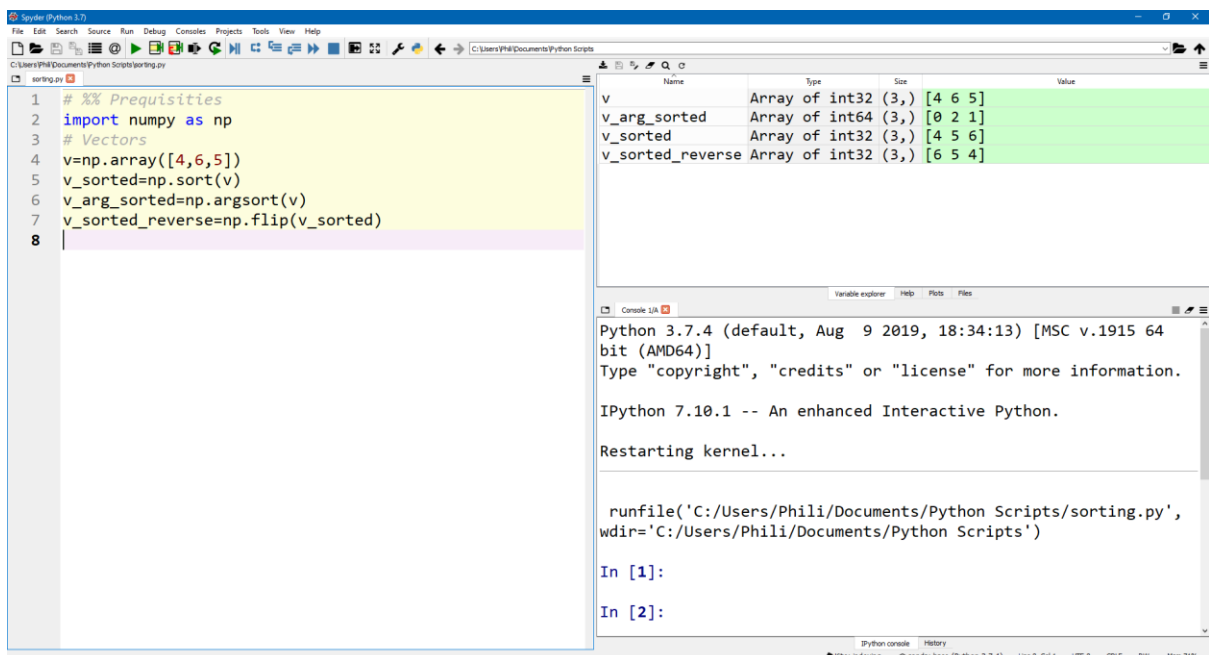 Spyder (Python 3.7)
File Edit Search Source Run Debug Consoles Projects Tools View Help
C:\Users\Phili\Documents\Python Scripts
C:\Users\Phili\Documents\Python Scripts\sorting.py
sorting.py
1 # %% Prequisities
2 import numpy as np
3 # Vectors
4 v=np.array([4,6,5])
5 v_sorted=np.sort(v)
6 v_arg_sorted=np.argsort(v)
7 v_sorted_reverse=np.flip(v_sorted)
8
Name Type Size Value
v Array of int32 (3,) [4 6 5]
v_arg_sorted Array of int64 (3,) [0 2 1]
v_sorted Array of int32 (3,) [4 5 6]
v_sorted_reverse Array of int32 (3,) [6 5 4]
Variable explorer Help Plots Files
Console 1/A
Python 3.7.4 (default, Aug 9 2019, 18:34:13) [MSC v.1915 64
bit (AMD64)]
Type "copyright", "credits" or "license" for more information.
IPython 7.10.1 -- An enhanced Interactive Python.
Restarting kernel...
runfile('C:/Users/Phili/Documents/Python Scripts/sorting.py',
wdir='C:/Users/Phili/Documents/Python Scripts')
In [1]:
In [2]:
IPython console History